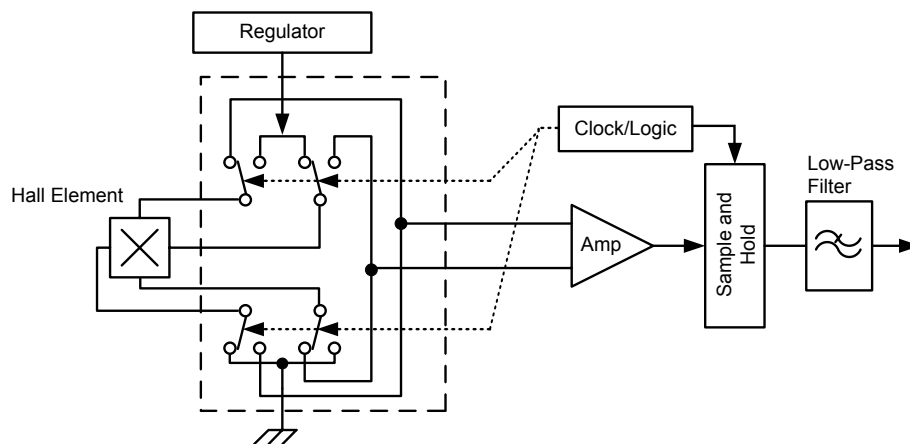 Regulator
Clock/Logic
Hall Element
Low-Pass
Filter
Amp
Sample and
Hold